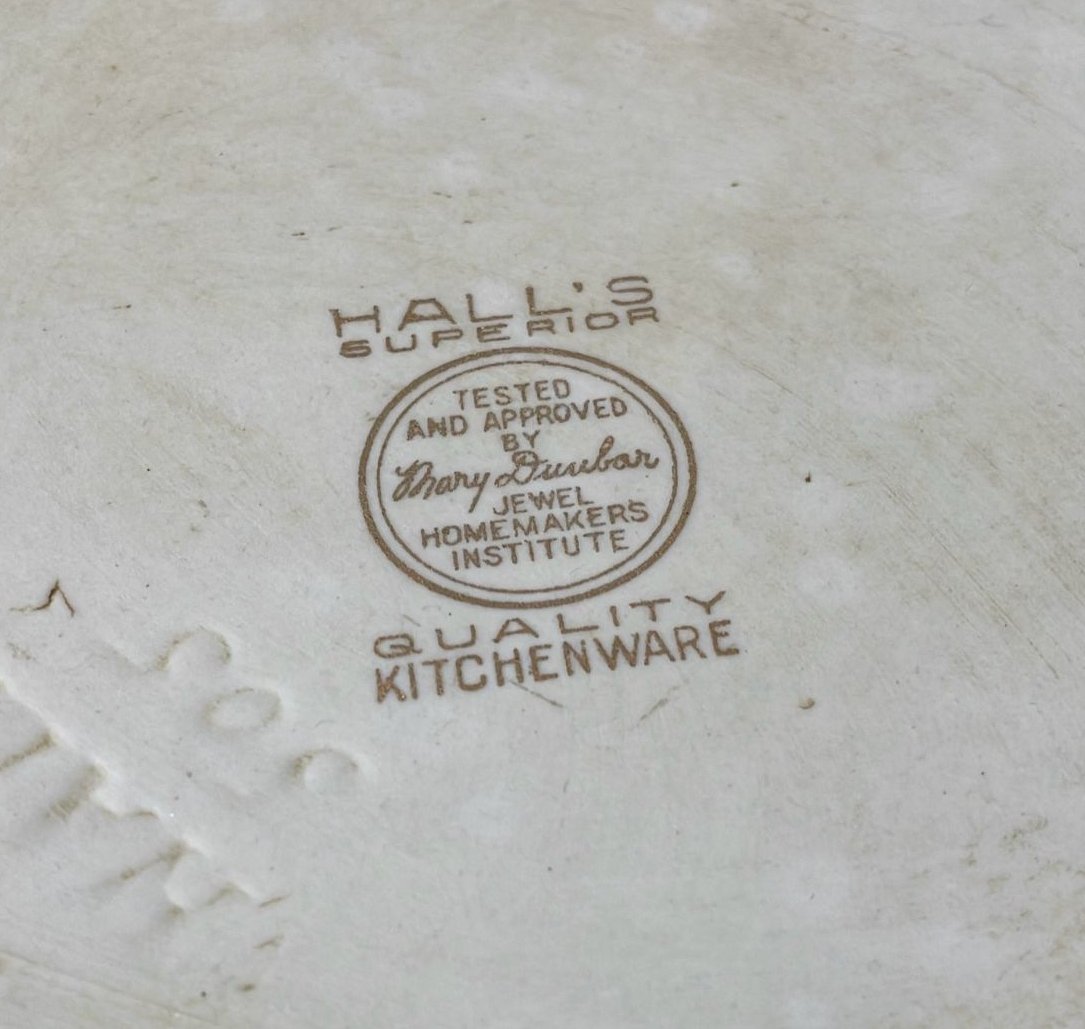 HALL'S
SUPERIOR
TESTED
AND APPROVED
BY
Mary Dunbar
JEWEL
HOMEMAKERS
INSTITUTE
QUALITY
KITCHENWARE